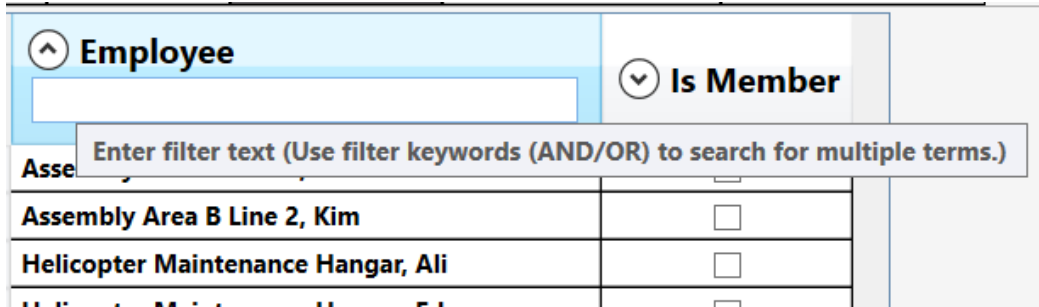 Employee
Is Member
Enter filter text (Use filter keywords (AND/OR) to search for multiple terms.)
Asse
Assembly Area B Line 2, Kim
Helicopter Maintenance Hangar, Ali